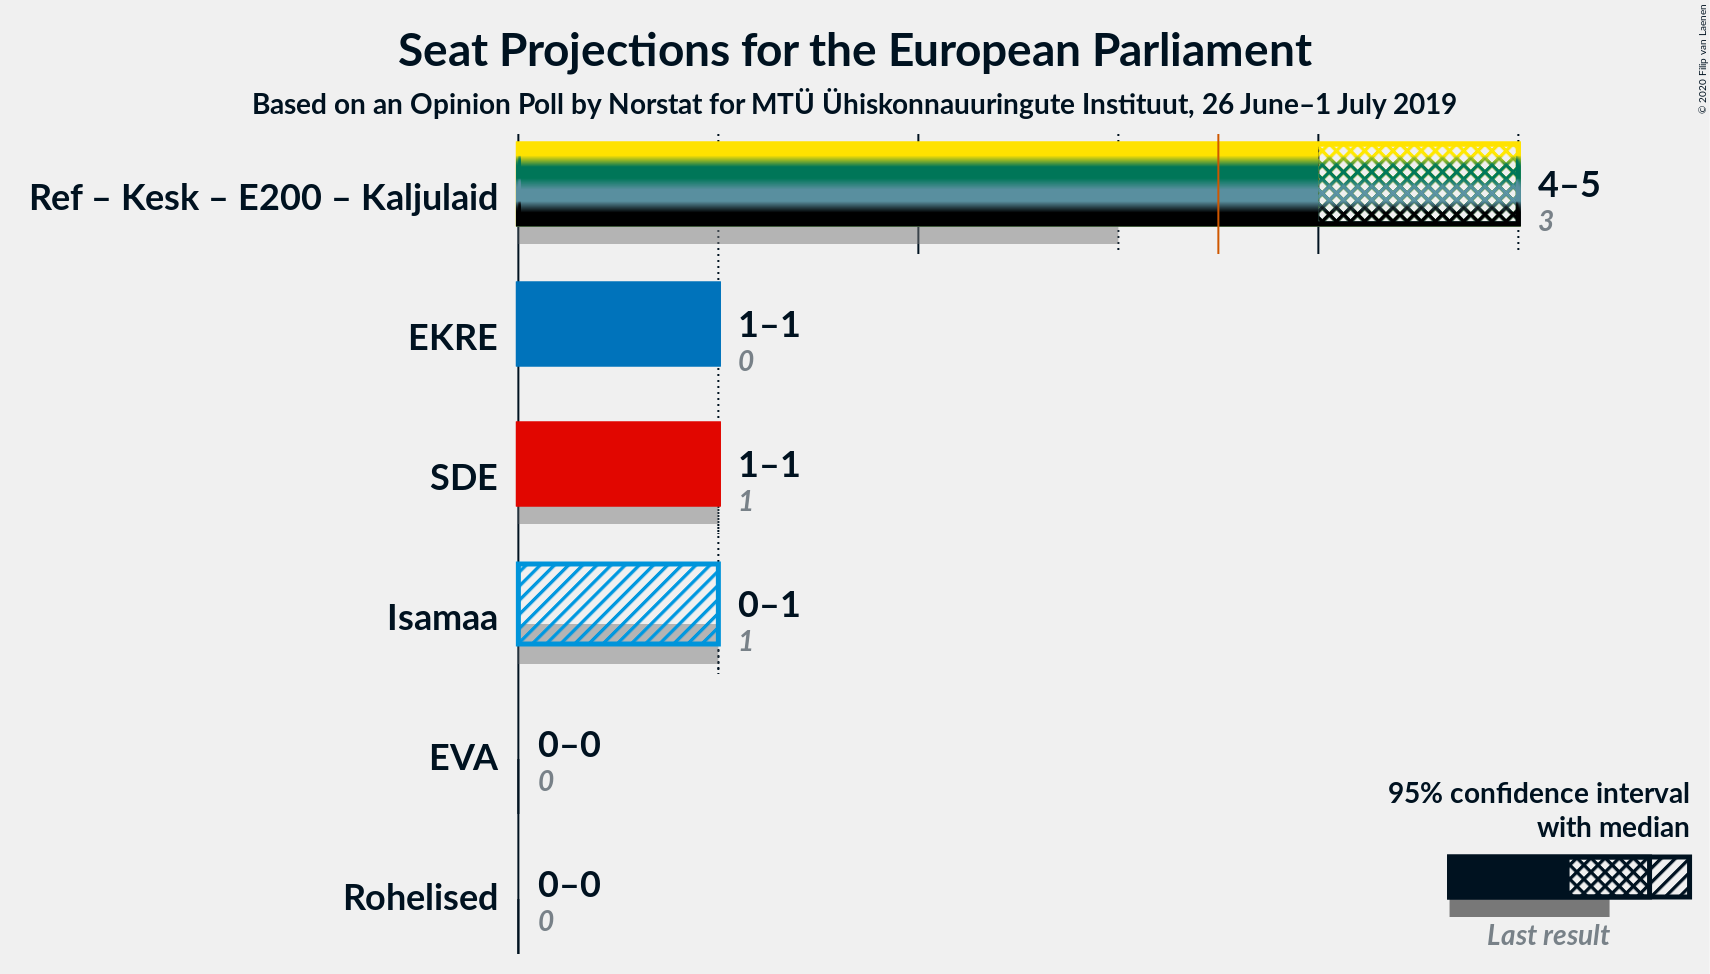 Seat Projections for the European Parliament
Based on an Opinion Poll by Norstat for MTÜ Ühiskonnauuringute Instituut, 26 June–1 July 2019
© 2020 Filip van Laenen
Ref – Kesk – E200 – Kaljulaid
4–5
3
EKRE
1–1
0
SDE
1–1
1
Isamaa
0–1
1
EVA
0–0
0
Rohelised
0–0
0
95% confidence interval
with median
Last result